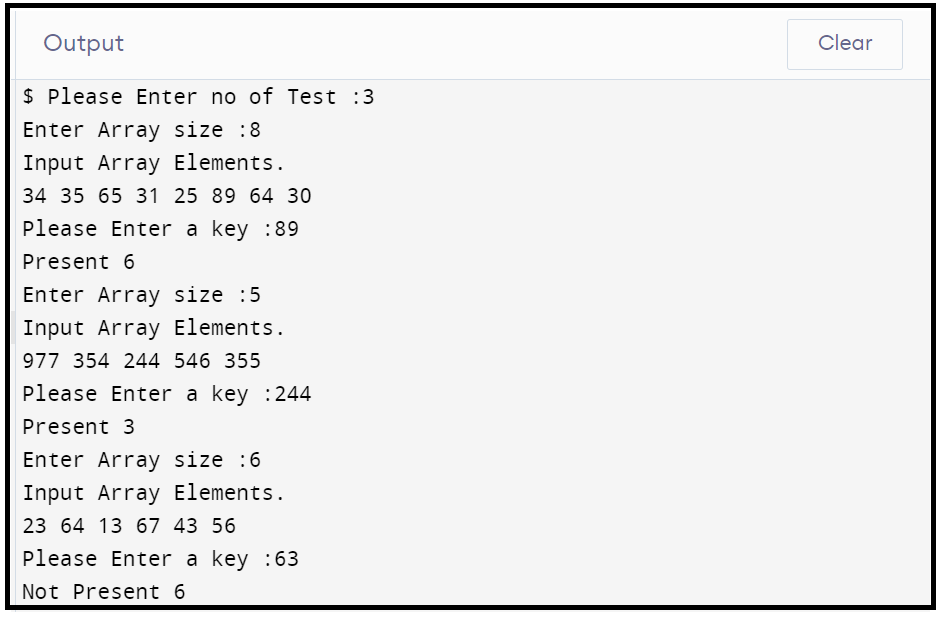 Output
Clear
$ Please Enter no of Test :3
Enter Array size :8
Input Array Elements.
34 35 65 31 25 89 64 30
Please Enter a key :89
Present 6
Enter Array size :5
Input Array Elements.
977 354 244 546 355
Please Enter a key :244
Present 3
Enter Array size :6
Input Array Elements.
23 64 13 67 43 56
Please Enter a key :63
Not Present 6